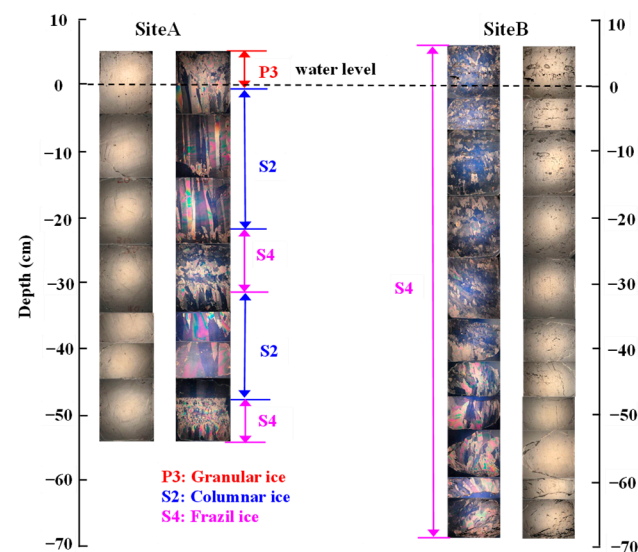 SiteA
SiteB
10
0
−10
−20
−30
−40
−50
−60
−70
Depth (cm)
P3
water level
S2
S4
S2
S4
S4
10
0
−10
−20
−30
−40
−50
−60
−70
P3: Granular ice
S2: Columnar ice
S4: Frazil ice